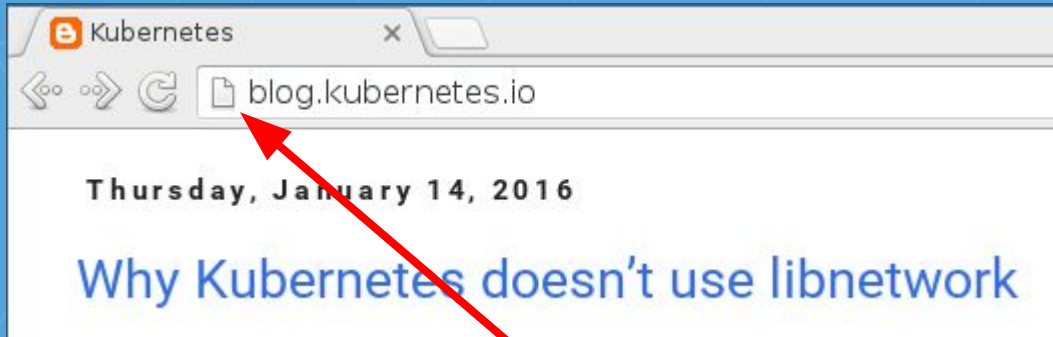 Kubernetes
blog.kubernetes.io
Thursday, January 14, 2016
Why Kubernetes doesn’t use libnetwork